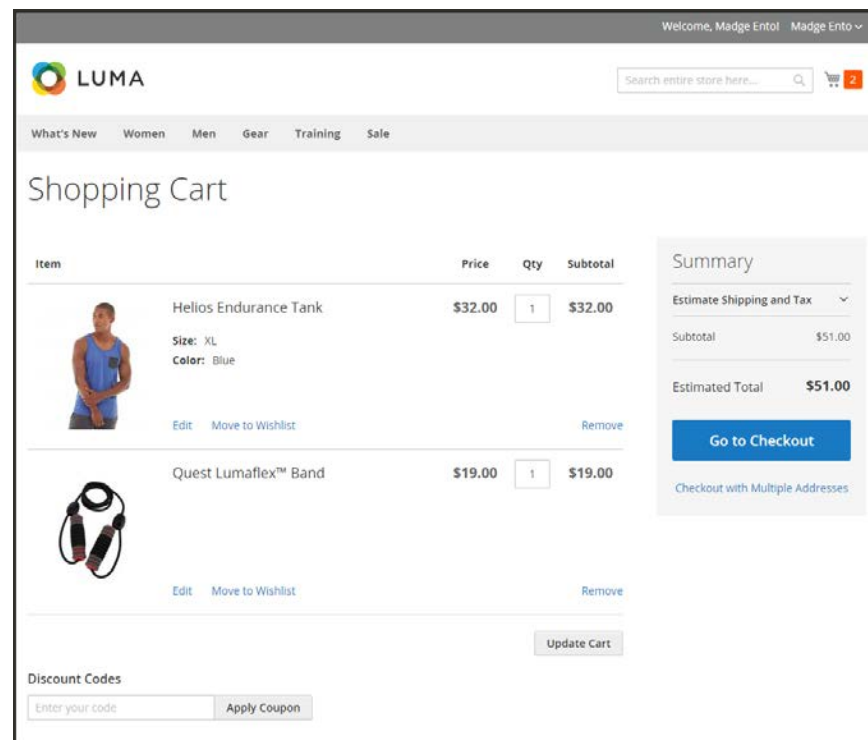 Welcome, Madge Ento! Madge Ento
LUMA
Search entire store here...
2
What's New Women Men Gear Training Sale
Shopping Cart
Item Price Qty Subtotal
Helios Endurance Tank $32.00 1 $32.00
Size: XL
Color: Blue
Edit Move to Wishlist Remove
Quest Lumaflex™ Band $19.00 1 $19.00
Edit Move to Wishlist Remove
Update Cart
Discount Codes
Enter your code Apply Coupon
Summary
Estimate Shipping and Tax
Subtotal $51.00
Estimated Total $51.00
Go to Checkout
Checkout with Multiple Addresses